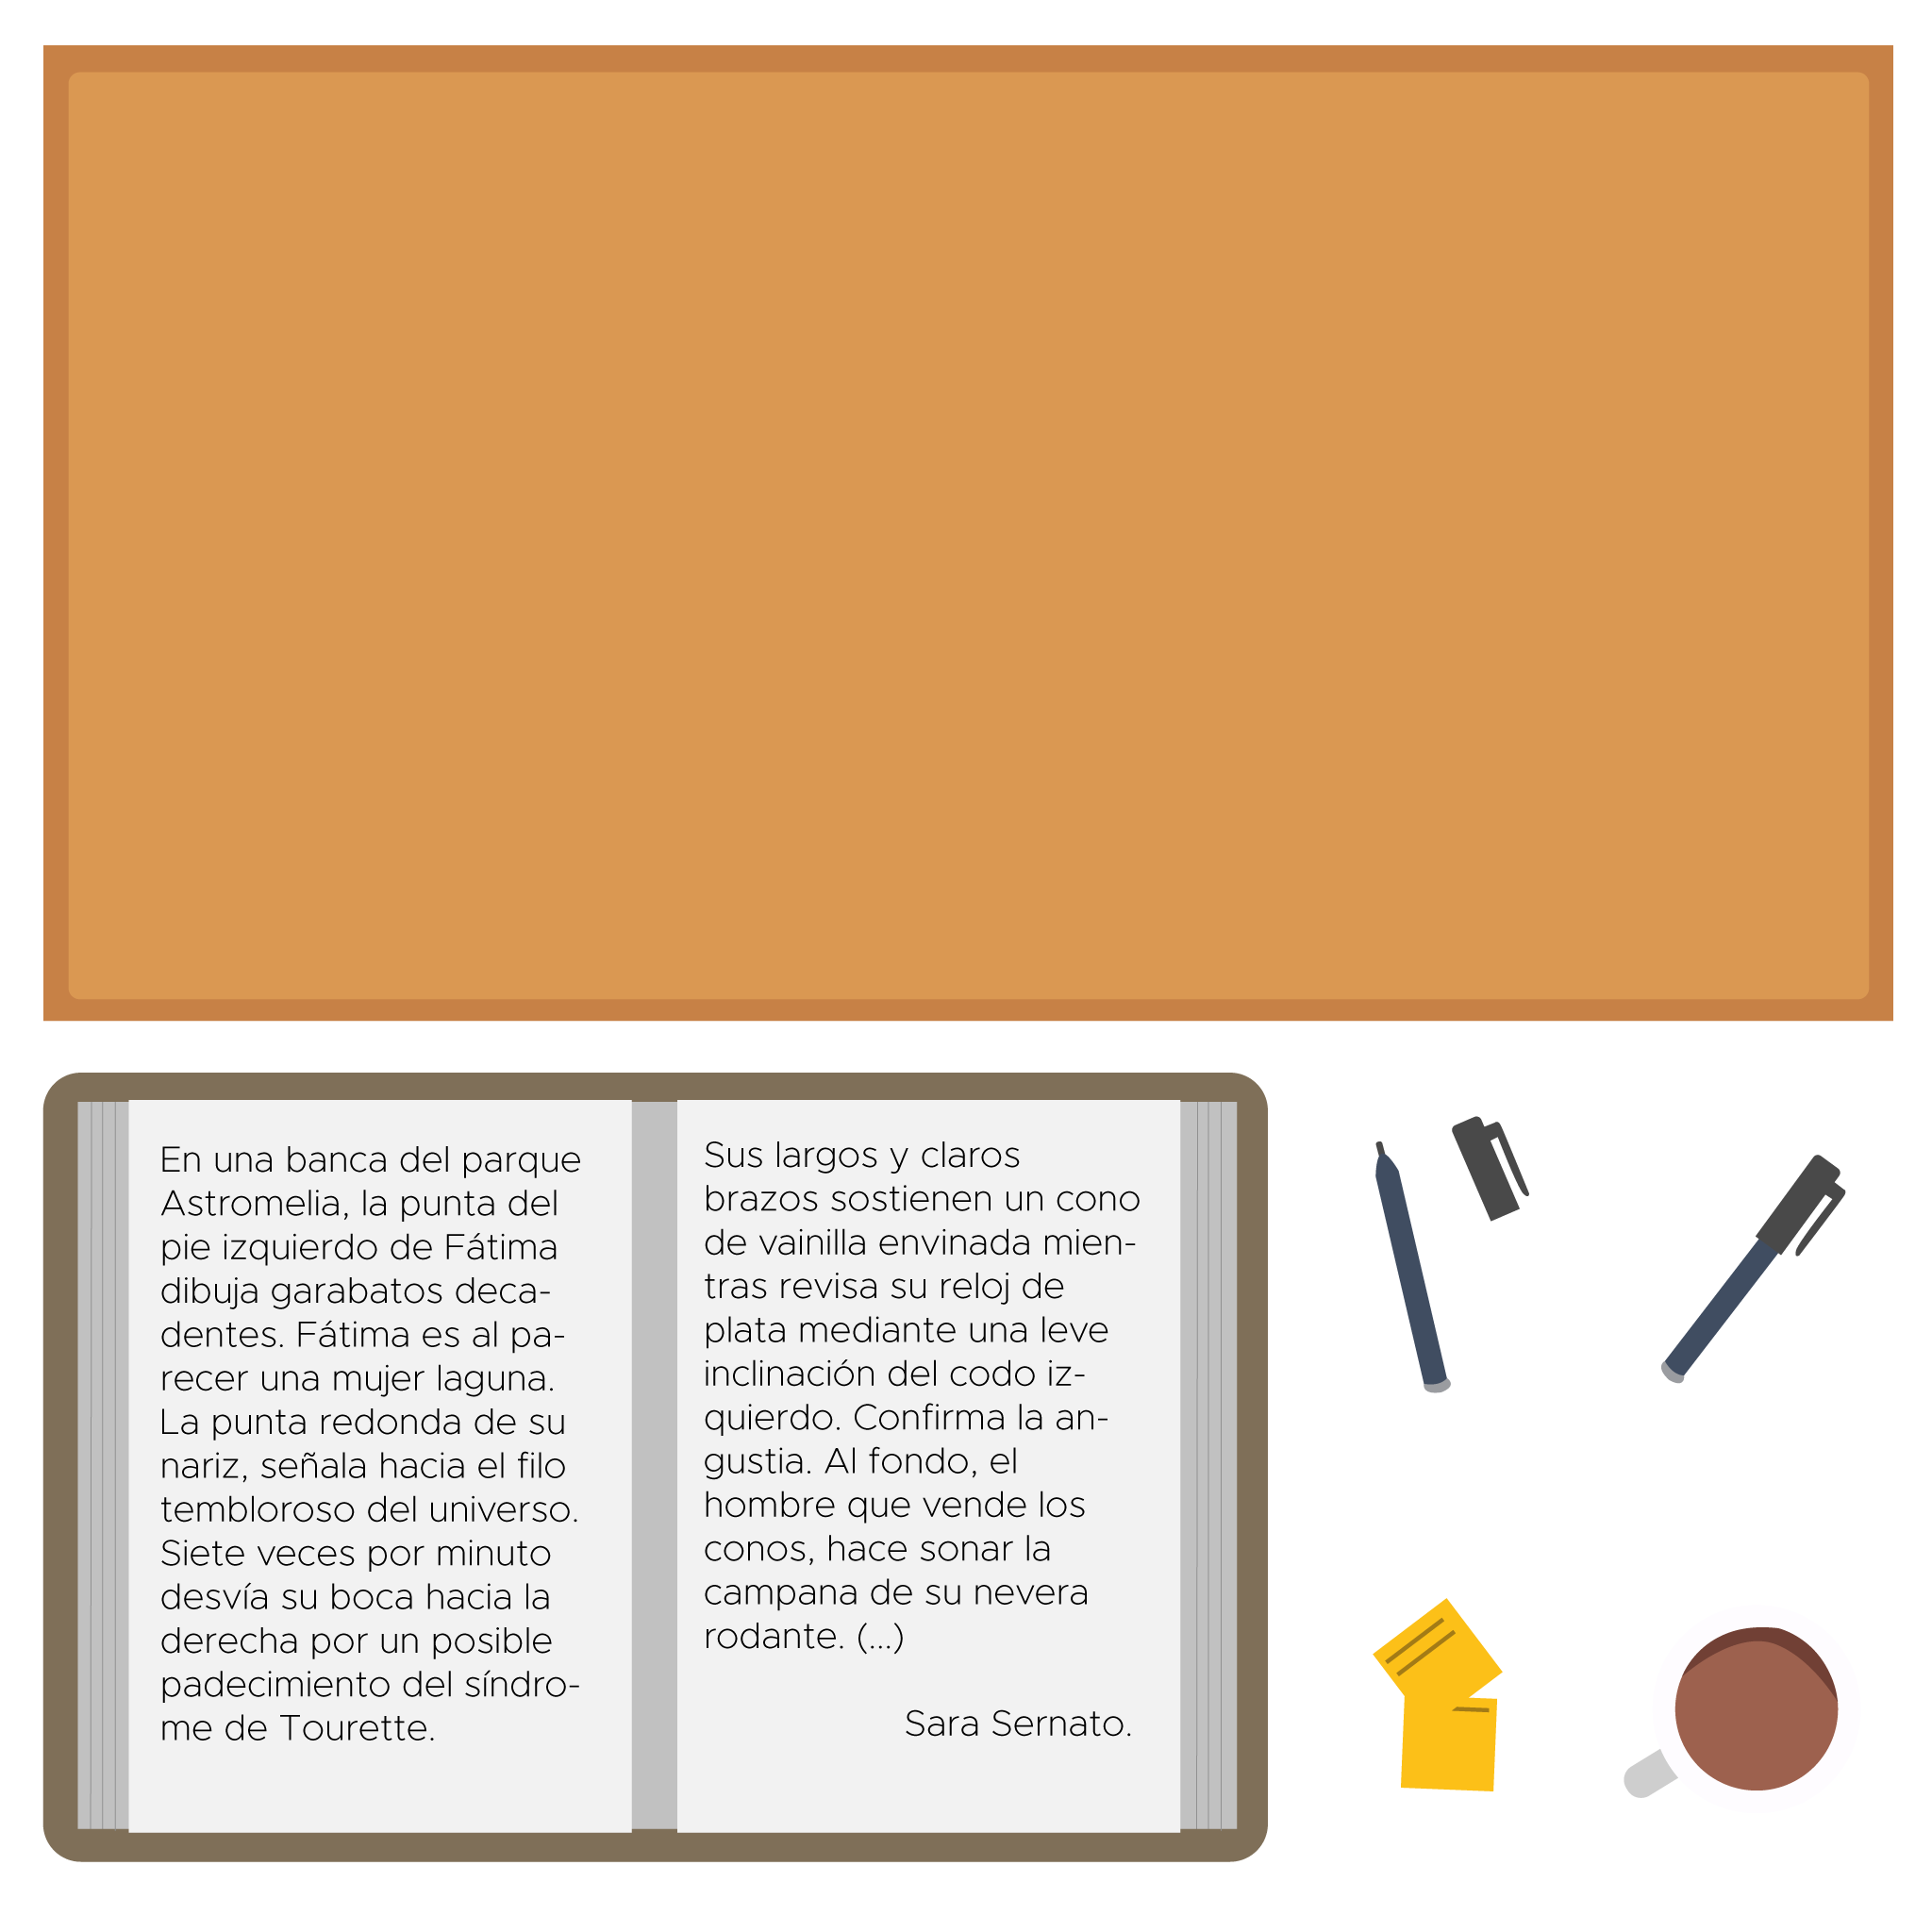 En una banca del parque
Astromelia, la punta del
pie izquierdo de Fátima
dibuja garabatos deca-
dentes. Fátima es al pa-
recer una mujer laguna.
La punta redonda de su
nariz, señala hacia el filo
tembloroso del universo.
Siete veces por minuto
desvía su boca hacia la
derecha por un posible
padecimiento del síndro-
me de Tourette.
Sus largos y claros
brazos sostienen un cono
de vainilla envinada mien-
tras revisa su reloj de
plata mediante una leve
inclinación del codo iz-
quierdo. Confirma la an-
gustia. Al fondo, el
hombre que vende los
conos, hace sonar la
campana de su nevera
rodante. (...)
Sara Sernato.